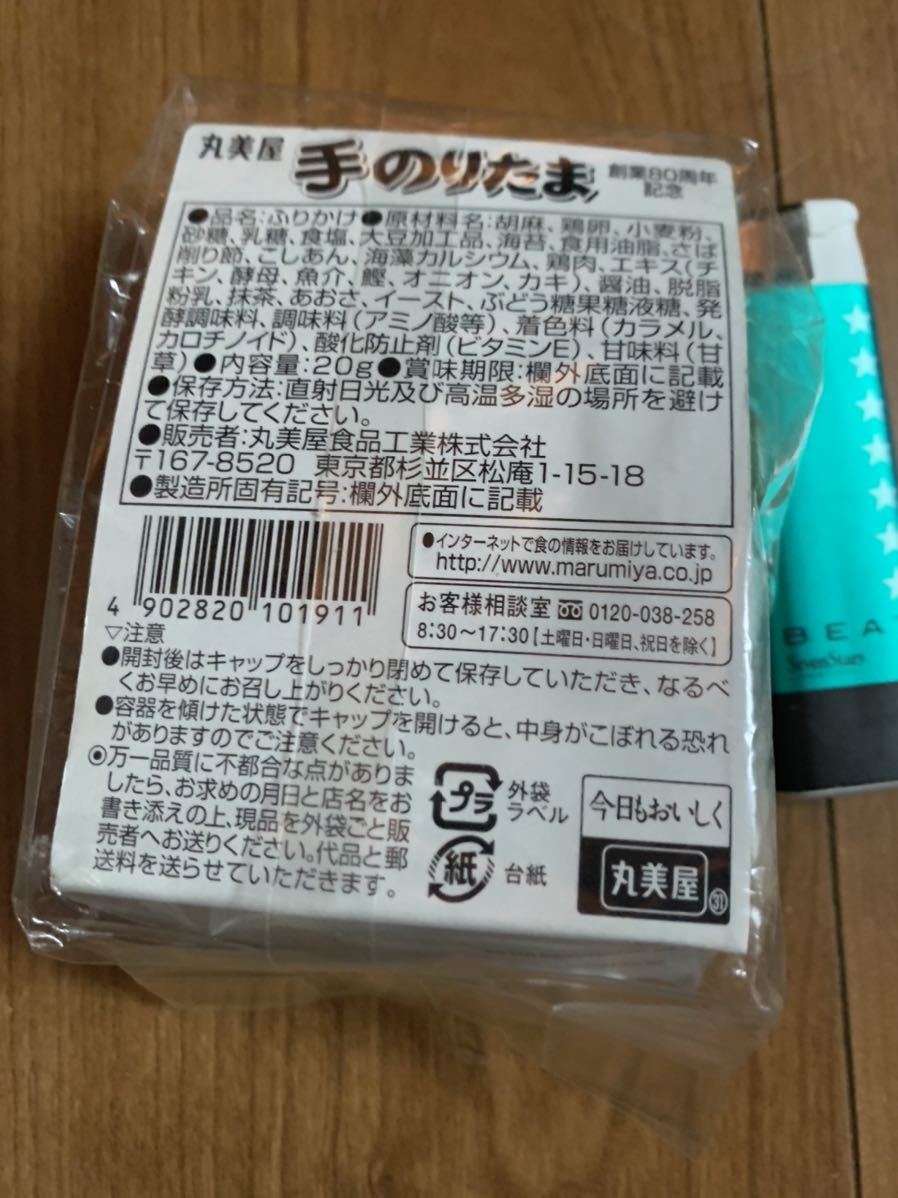 丸美屋 手のりたま 創業80周年
記念
●品名:ふりかけ●原材料名:胡麻、鶏卵、小麦粉、
砂糖、乳糖、食塩、大豆加工品、海苔、食用油脂、さば
削り節、こしあん、海藻カルシウム、鶏肉、エキス(チ
キン、酵母、魚介、鰹、オニオン、カキ)、醤油、脱脂
粉乳、抹茶、あおさ、イースト、ぶどう糖果糖液糖、発
酵調味料、調味料(アミノ酸等)、着色料(カラメル、
カロチノイド)、酸化防止剤(ビタミンE)、甘味料(甘
草)●内容量:20g●賞味期限:欄外底面に記載
●保存方法:直射日光及び高温多湿の場所を避け
て保存してください。
●販売者:丸美屋食品工業株式会社
〒167-8520 東京都杉並区松庵1-15-18
●製造所固有記号:欄外底面に記載
4 902820 101911
●インターネットで食の情報をお届けしています。
http://www.marumiya.co.jp
お客様相談室 0120-038-258
8:30〜17:30【土曜日・日曜日、祝日を除く】
▽注意
●開封後はキャップをしっかり閉めて保存していただき、なるべ
くお早めにお召し上がりください。
●容器を傾けた状態でキャップを開けると、中身がこぼれる恐れ
がありますのでご注意ください。
◉万一品質に不都合な点がありま
したら、お求めの月日と店名をお
書き添えの上、現品を外袋ごと販
売者へお送りください。代品と郵
送料を送らせていただきます。
プラ 外袋
ラベル
紙 台紙
今日もおいしく
丸美屋 ㉛
BEA
SevenStars